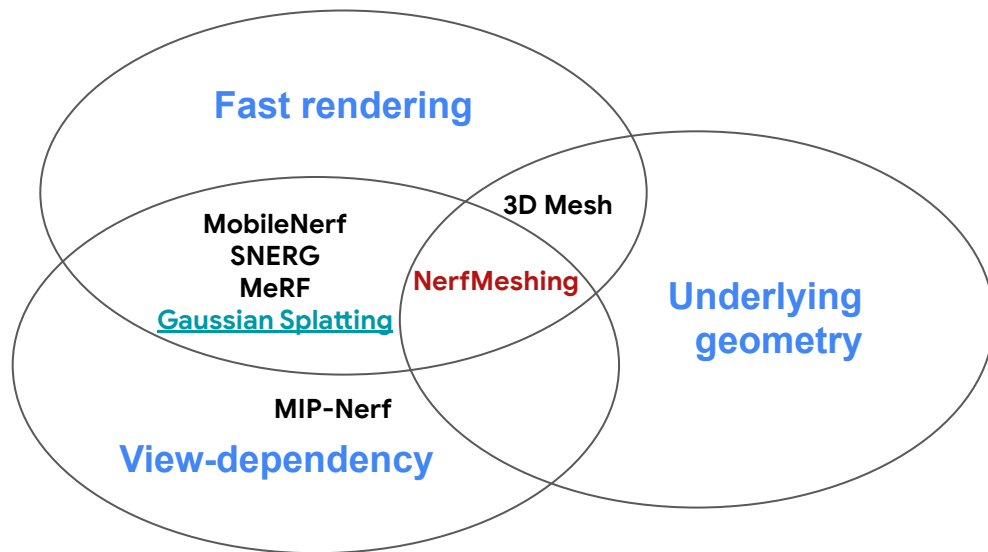 Fast rendering
3D Mesh
MobileNerf
SNERG
MeRF
Gaussian Splatting
NerfMeshing
Underlying
geometry
MIP-Nerf
View-dependency